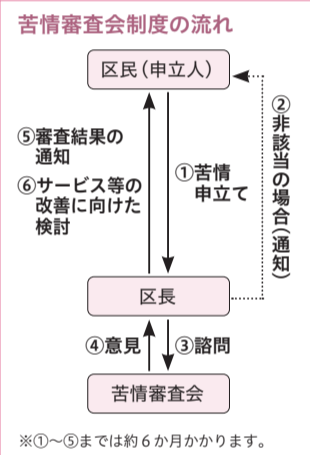 苦情審査会制度の流れ
区民（申立人）
⑤審査結果の
通知
⑥サービス等の
改善に向けた
検討
①苦情
申立て
②非該当の場合（通知）
区長
④意見
③諮問
苦情審査会
※①～⑤までは約６か月かかります。